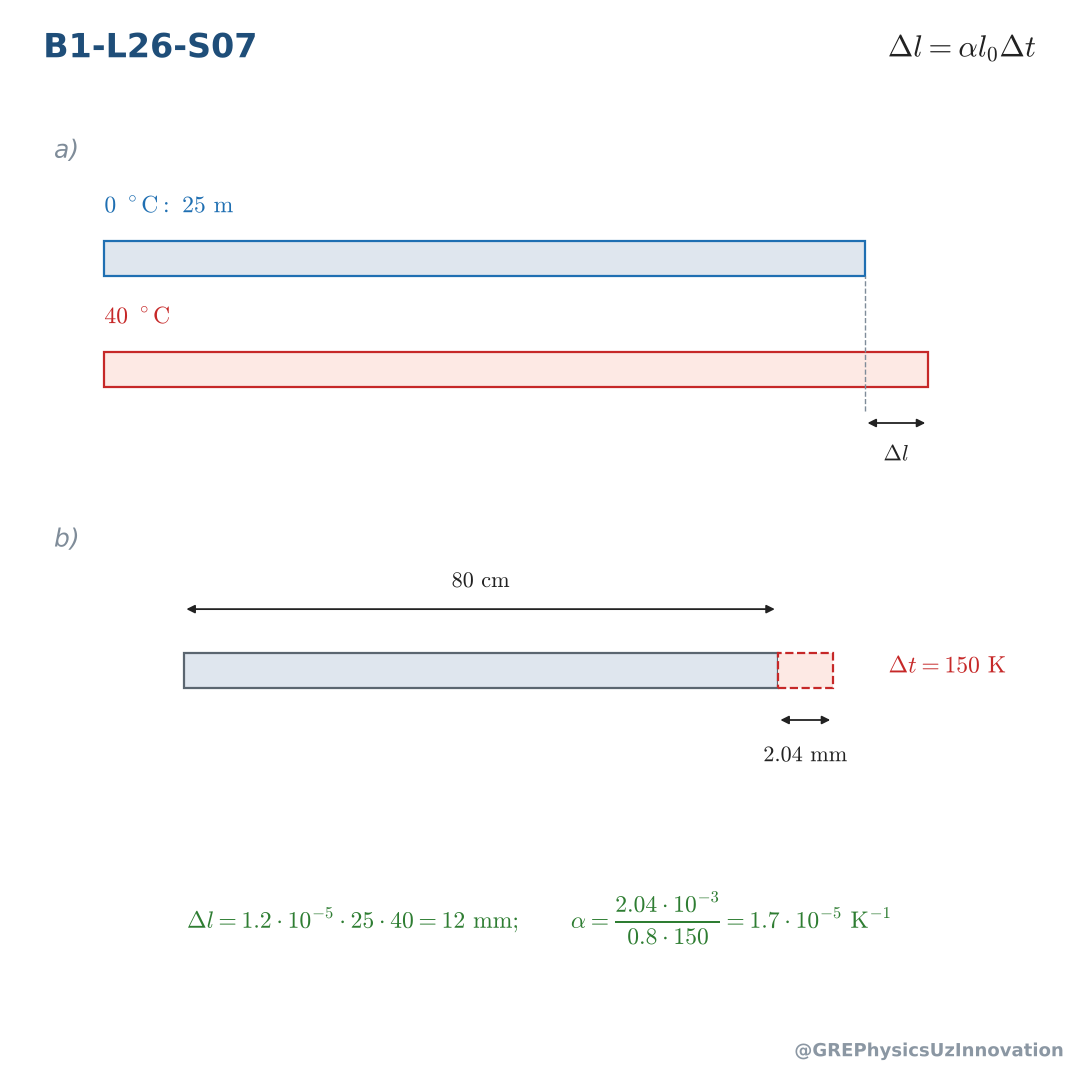 B1-L26-S07
Δl = αl₀Δt
a)
0 °C: 25 m
40 °C
Δl
b)
80 cm
Δt = 150 K
2.04 mm
Δl = 1.2 · 10⁻⁵ · 25 · 40 = 12 mm; α = \frac{2.04 · 10⁻³}{0.8 · 150} = 1.7 · 10⁻⁵ K⁻¹
@GREPhysicsUzInnovation